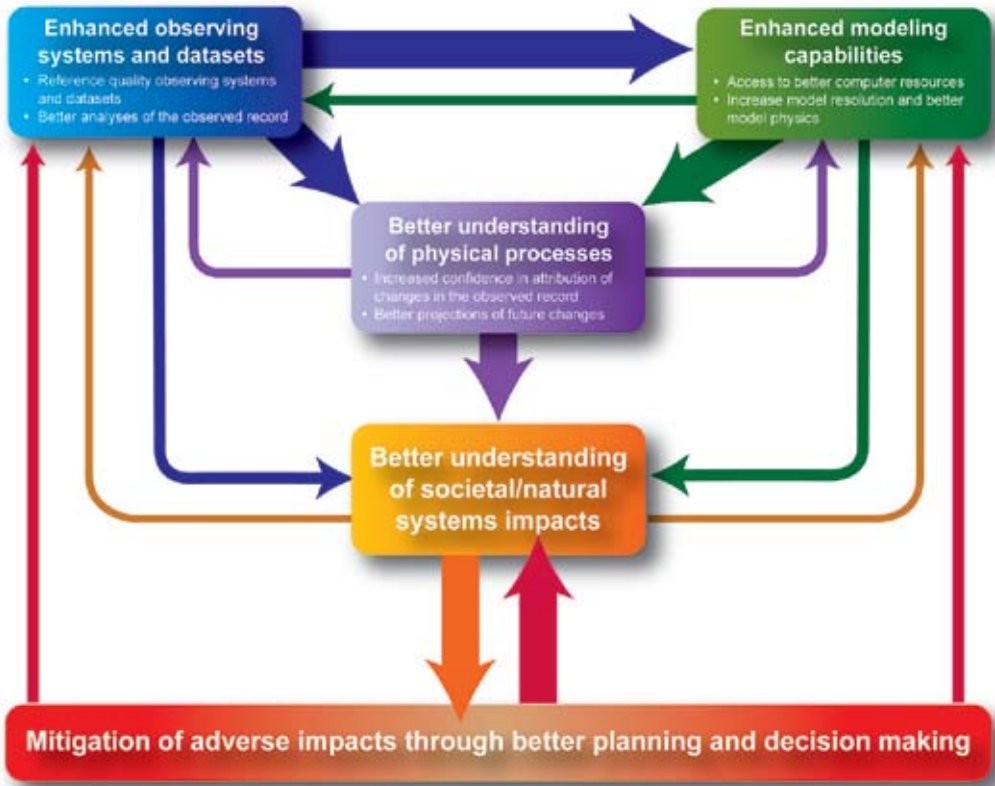 Enhanced observing
systems and datasets
• Reference quality observing systems
and datasets
• Better analyses of the observed record
Enhanced modeling
capabilities
• Access to better computer resources
• Increase model resolution and better
model physics
Better understanding
of physical processes
• Increased confidence in attribution of
changes in the observed record
• Better projections of future changes
Better understanding
of societal/natural
systems impacts
Mitigation of adverse impacts through better planning and decision making